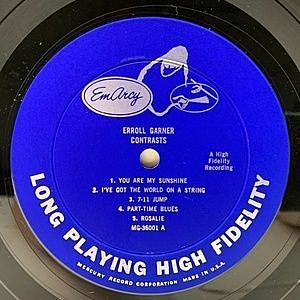 EmArcy
ERROLL GARNER
CONTRASTS
A High
Fidelity
Recording
1. YOU ARE MY SUNSHINE
2. I'VE GOT THE WORLD ON A STRING
3. 7-11 JUMP
4. PART-TIME BLUES
5. ROSALIE
MG-36001 A
LONG PLAYING HIGH FIDELITY
MERCURY RECORD CORPORATION MADE IN U.S.A.